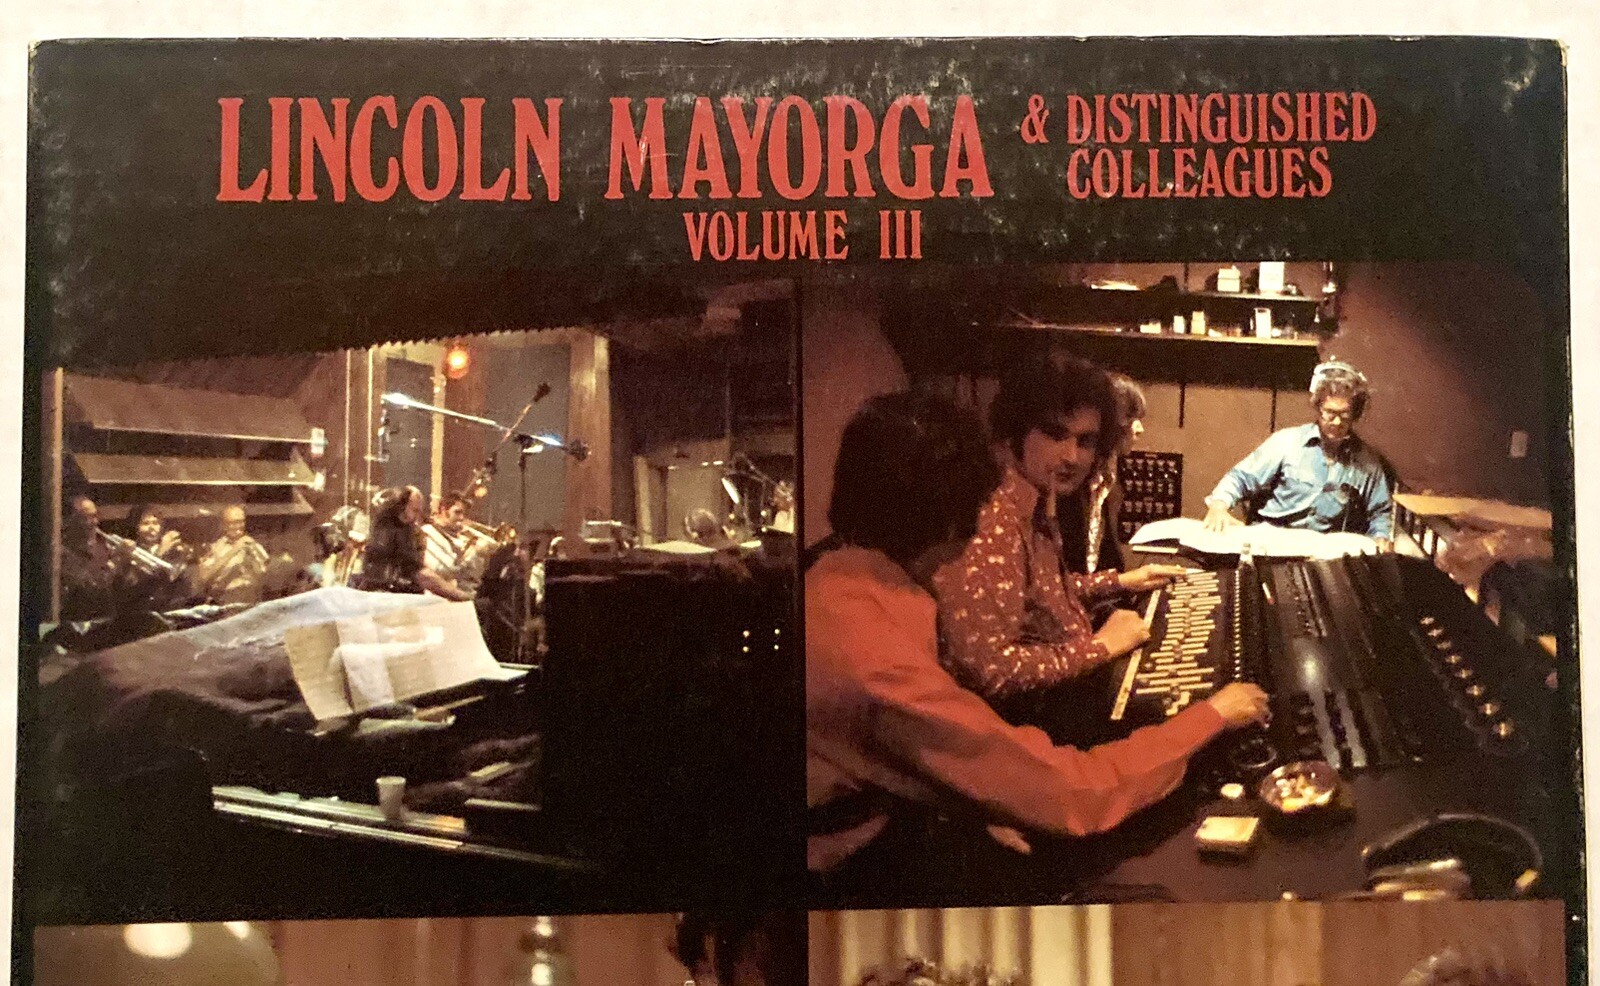 LINCOLN MAYORGA & DISTINGUISHED
COLLEAGUES
VOLUME III